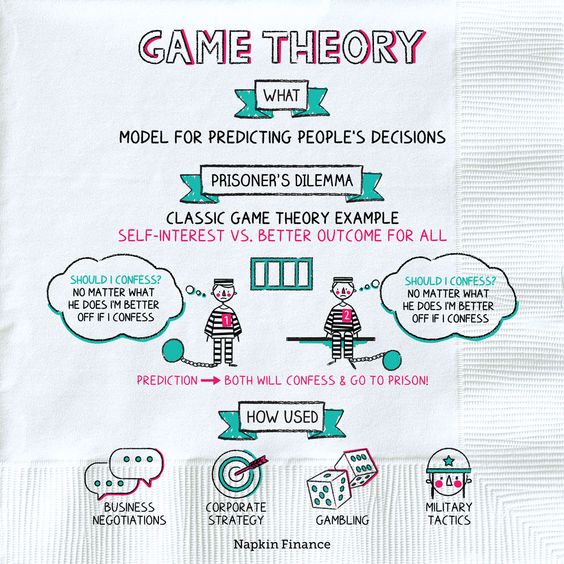 GAME THEORY
WHAT
MODEL FOR PREDICTING PEOPLE'S DECISIONS
PRISONER'S DILEMMA
CLASSIC GAME THEORY EXAMPLE
SELF-INTEREST VS. BETTER OUTCOME FOR ALL
SHOULD I CONFESS?
NO MATTER WHAT
HE DOES I'M BETTER
OFF IF I CONFESS
1
2
SHOULD I CONFESS?
NO MATTER WHAT
HE DOES I'M BETTER
OFF IF I CONFESS
PREDICTION → BOTH WILL CONFESS & GO TO PRISON!
HOW USED
BUSINESS
NEGOTIATIONS
CORPORATE
STRATEGY
GAMBLING
MILITARY
TACTICS
Napkin Finance